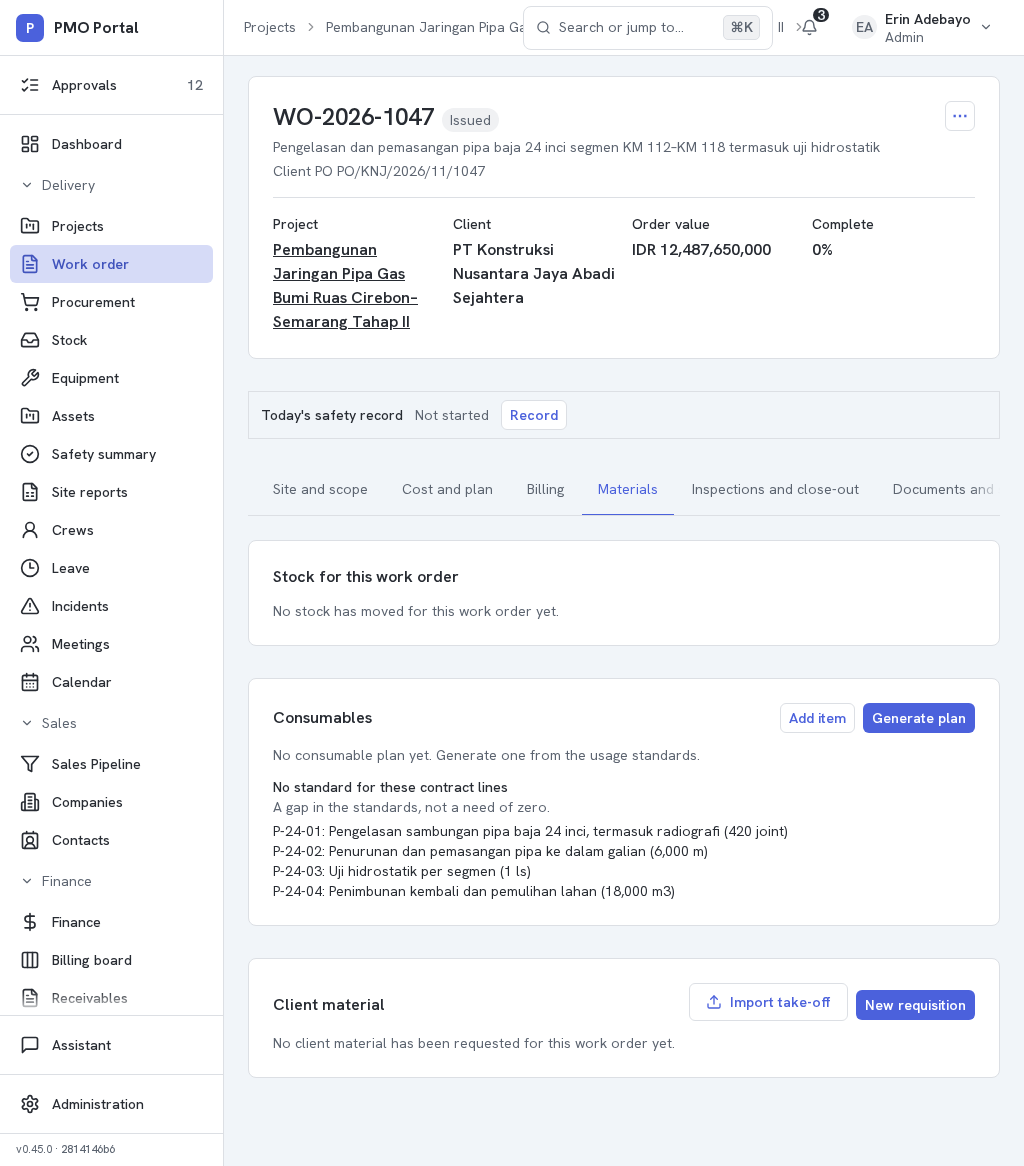 P PMO Portal
Approvals 12
Dashboard
Delivery
Projects
Work order
Procurement
Stock
Equipment
Assets
Safety summary
Site reports
Crews
Leave
Incidents
Meetings
Calendar
Sales
Sales Pipeline
Companies
Contacts
Finance
Finance
Billing board
Receivables
Assistant
Administration
v0.45.0 · 2814146b6
Projects Pembangunan Jaringan Pipa Ga
Search or jump to... ⌘K
II
3
EA Erin Adebayo
Admin
WO-2026-1047 Issued
Pengelasan dan pemasangan pipa baja 24 inci segmen KM 112–KM 118 termasuk uji hidrostatik
Client PO PO/KNJ/2026/11/1047
Project
Pembangunan
Jaringan Pipa Gas
Bumi Ruas Cirebon–
Semarang Tahap II
Client
PT Konstruksi
Nusantara Jaya Abadi
Sejahtera
Order value
IDR 12,487,650,000
Complete
0%
Today's safety record Not started Record
Site and scope Cost and plan Billing Materials Inspections and close-out Documents and
Stock for this work order
No stock has moved for this work order yet.
Consumables Add item Generate plan
No consumable plan yet. Generate one from the usage standards.
No standard for these contract lines
A gap in the standards, not a need of zero.
P-24-01: Pengelasan sambungan pipa baja 24 inci, termasuk radiografi (420 joint)
P-24-02: Penurunan dan pemasangan pipa ke dalam galian (6,000 m)
P-24-03: Uji hidrostatik per segmen (1 ls)
P-24-04: Penimbunan kembali dan pemulihan lahan (18,000 m3)
Client material Import take-off New requisition
No client material has been requested for this work order yet.